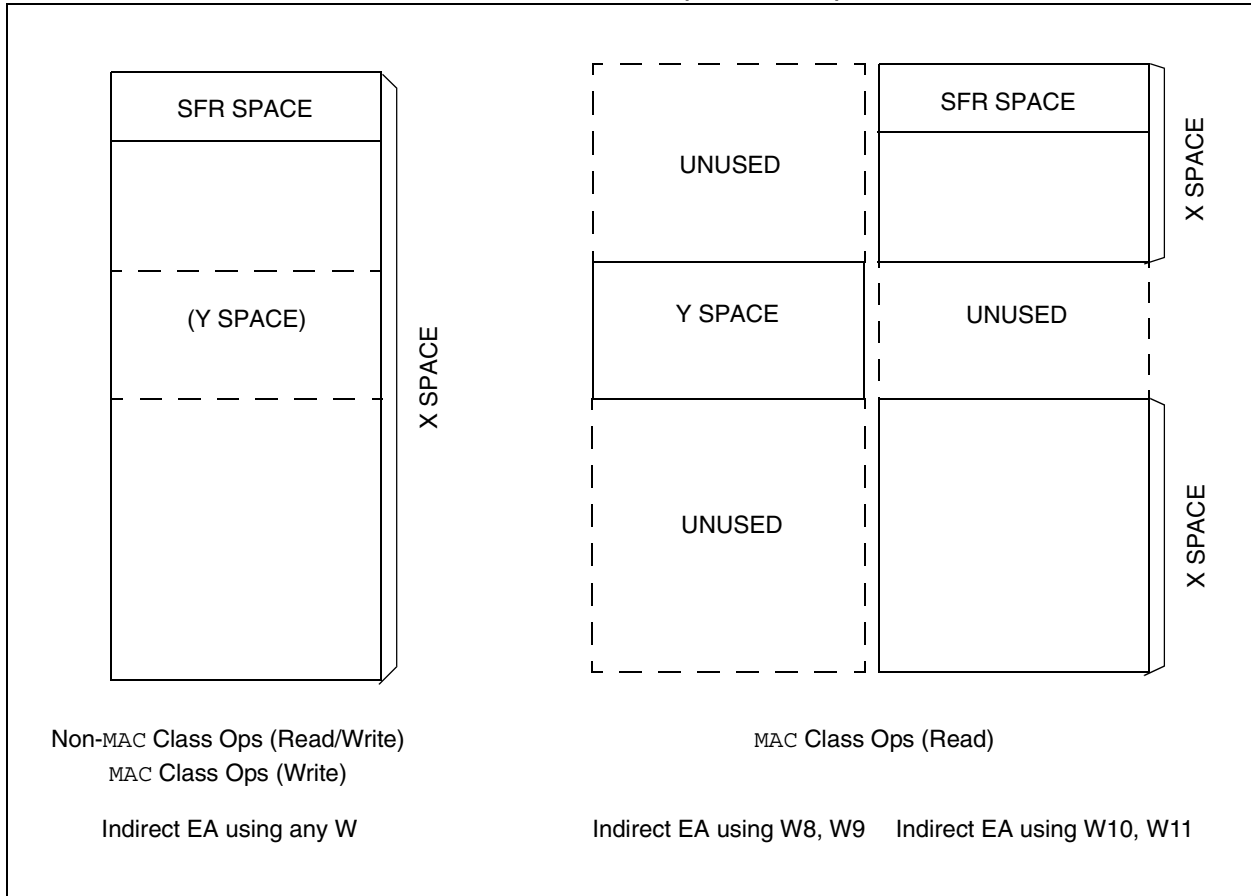 SFR SPACE
(Y SPACE)
X SPACE
Non-MAC Class Ops (Read/Write)
MAC Class Ops (Write)
Indirect EA using any W
UNUSED
Y SPACE
UNUSED
SFR SPACE
UNUSED
X SPACE
X SPACE
MAC Class Ops (Read)
Indirect EA using W8, W9
Indirect EA using W10, W11